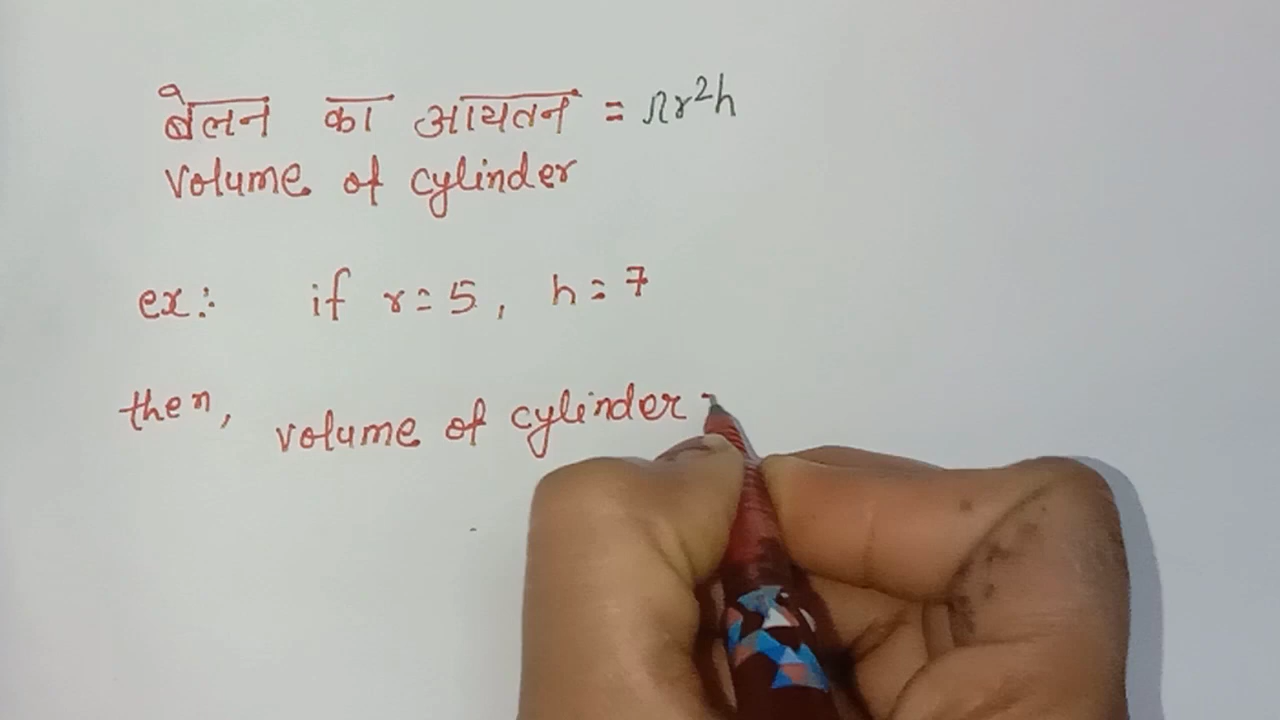 बेलन का आयतन = πr²h
volume of cylinder
ex:. if r=5, h=7
then, volume of cylinder